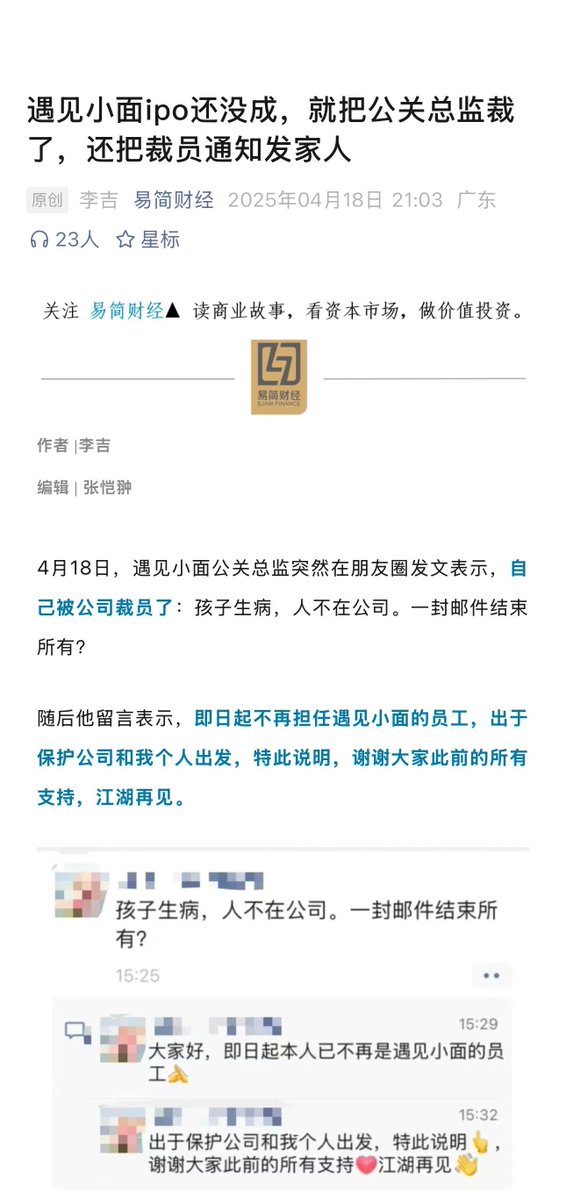 遇见小面ipo还没成，就把公关总监裁
了，还把裁员通知发家人
原创 李吉 易简财经 2025年04月18日 21:03 广东
23人 星标
关注 易简财经▲ 读商业故事，看资本市场，做价值投资。
易简财经
EJAM FINANCE
作者 |李吉
编辑 | 张恺翀
4月18日，遇见小面公关总监突然在朋友圈发文表示，自
己被公司裁员了：孩子生病，人不在公司。一封邮件结束
所有？
随后他留言表示，即日起不再担任遇见小面的员工，出于
保护公司和我个人出发，特此说明，谢谢大家此前的所有
支持，江湖再见。
孩子生病，人不在公司。一封邮件结束所
有?
15:25
15:29
大家好，即日起本人已不再是遇见小面的员
工🙏
15:32
出于保护公司和我个人出发，特此说明👆，
谢谢大家此前的所有支持❤️江湖再见👋